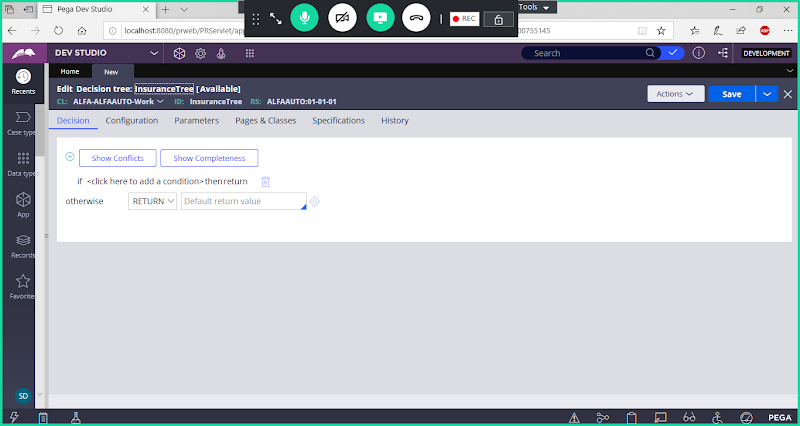 Pega Dev Studio
Tools
REC
localhost:8080/prweb/PRServlet/app
00755145
DEV STUDIO
Search
DEVELOPMENT
Home
New
Recents
Edit Decision tree: InsuranceTree [Available]
CL: ALFA-ALFAAUTO-Work ID: InsuranceTree RS: ALFAAUTO:01-01-01
Actions
Save
Decision
Configuration
Parameters
Pages & Classes
Specifications
History
Case type
Data type
App
Records
Favorite
Show Conflicts
Show Completeness
if <click here to add a condition> then return
otherwise
RETURN
Default return value
SD
PEGA